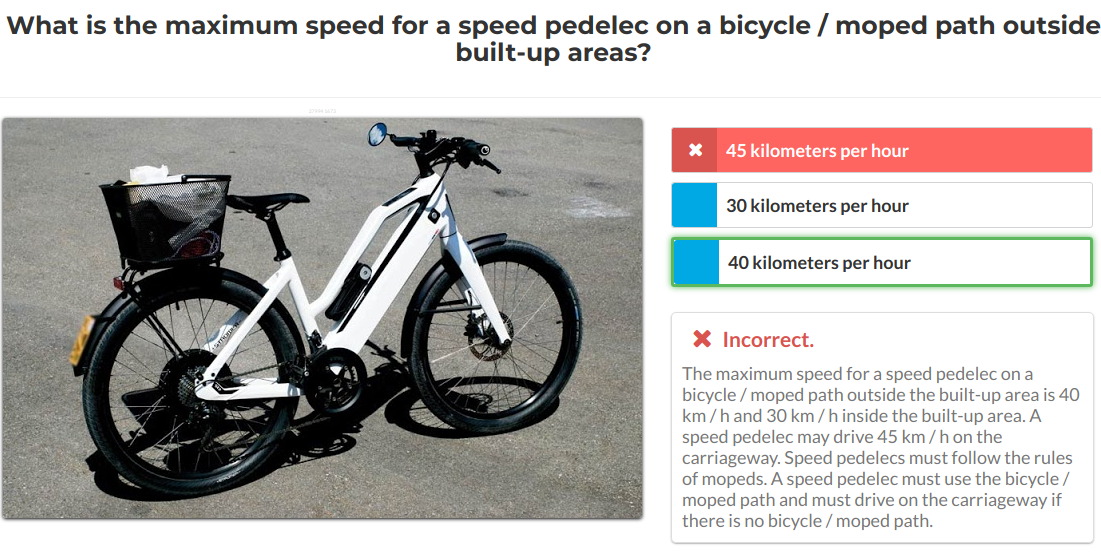 What is the maximum speed for a speed pedelec on a bicycle / moped path outside
built-up areas?
45 kilometers per hour
30 kilometers per hour
40 kilometers per hour
Incorrect.
The maximum speed for a speed pedelec on a
bicycle / moped path outside the built-up area is 40
km / h and 30 km / h inside the built-up area. A
speed pedelec may drive 45 km / h on the
carriageway. Speed pedelecs must follow the rules
of mopeds. A speed pedelec must use the bicycle /
moped path and must drive on the carriageway if
there is no bicycle / moped path.